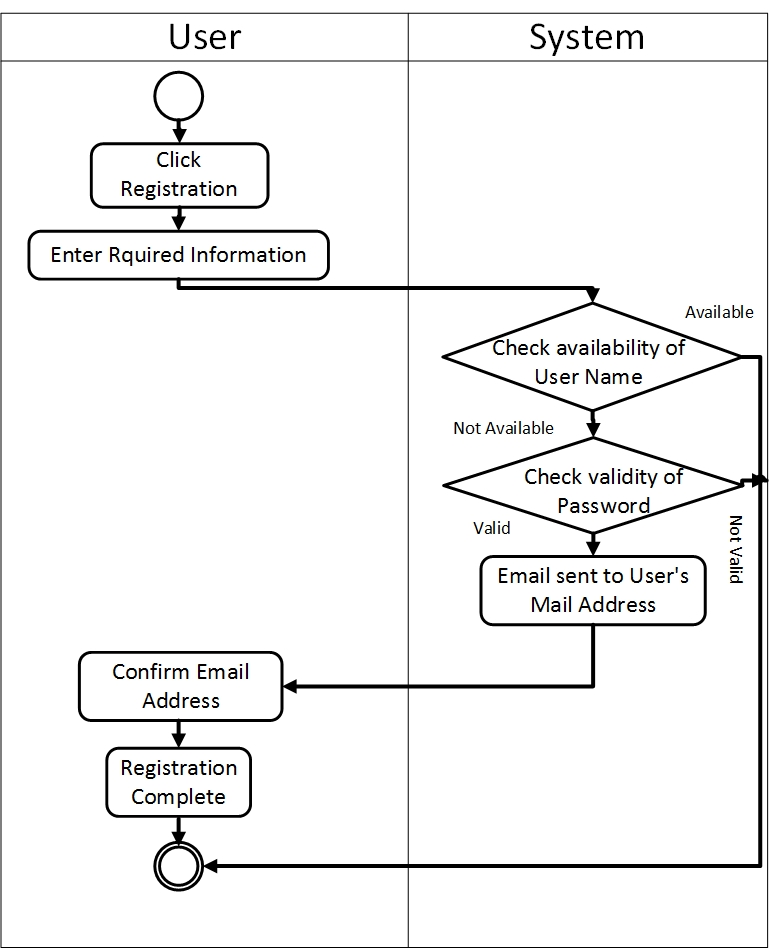 User
System
Click
Registration
Enter Rquired Information
Available
Check availability of
User Name
Not Available
Check validity of
Password
Valid
Not Valid
Email sent to User's
Mail Address
Confirm Email
Address
Registration
Complete